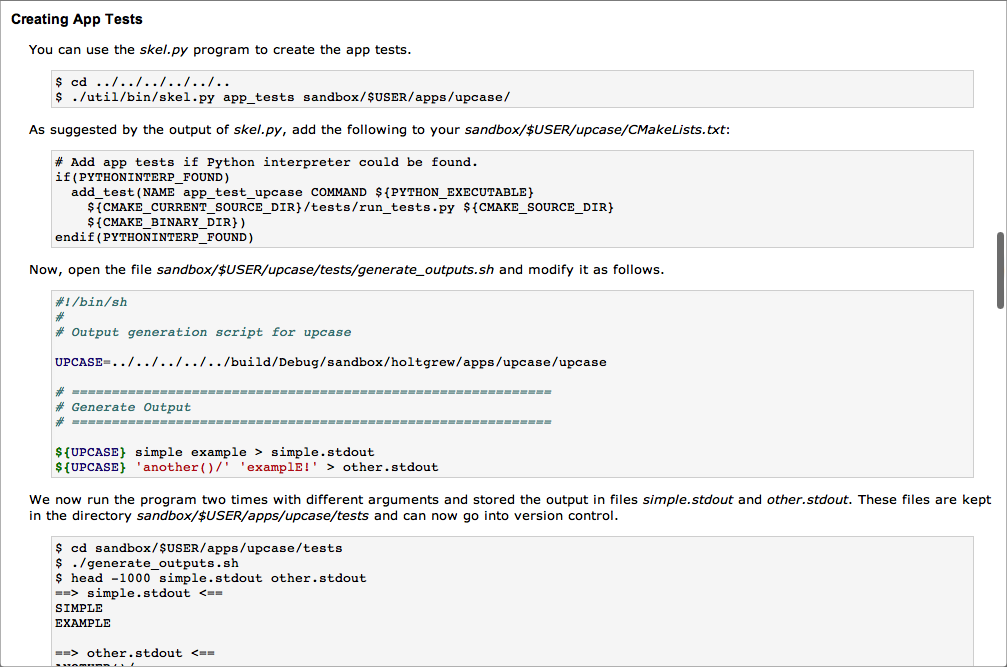 Creating App Tests
You can use the skel.py program to create the app tests.
$ cd ../../../../../..
$ ./util/bin/skel.py app_tests sandbox/$USER/apps/upcase/
As suggested by the output of skel.py, add the following to your sandbox/$USER/upcase/CMakeLists.txt:
# Add app tests if Python interpreter could be found.
if(PYTHONINTERP_FOUND)
  add_test(NAME app_test_upcase COMMAND ${PYTHON_EXECUTABLE}
    ${CMAKE_CURRENT_SOURCE_DIR}/tests/run_tests.py ${CMAKE_SOURCE_DIR}
    ${CMAKE_BINARY_DIR})
endif(PYTHONINTERP_FOUND)
Now, open the file sandbox/$USER/upcase/tests/generate_outputs.sh and modify it as follows.
#!/bin/sh
#
# Output generation script for upcase
UPCASE=../../../../../build/Debug/sandbox/holtgrew/apps/upcase/upcase
# ============================================================
# Generate Output
# ============================================================
${UPCASE} simple example > simple.stdout
${UPCASE} 'another()/' 'examplE!' > other.stdout
We now run the program two times with different arguments and stored the output in files simple.stdout and other.stdout. These files are kept
in the directory sandbox/$USER/apps/upcase/tests and can now go into version control.
$ cd sandbox/$USER/apps/upcase/tests
$ ./generate_outputs.sh
$ head -1000 simple.stdout other.stdout
==> simple.stdout <==
SIMPLE
EXAMPLE
==> other.stdout <==